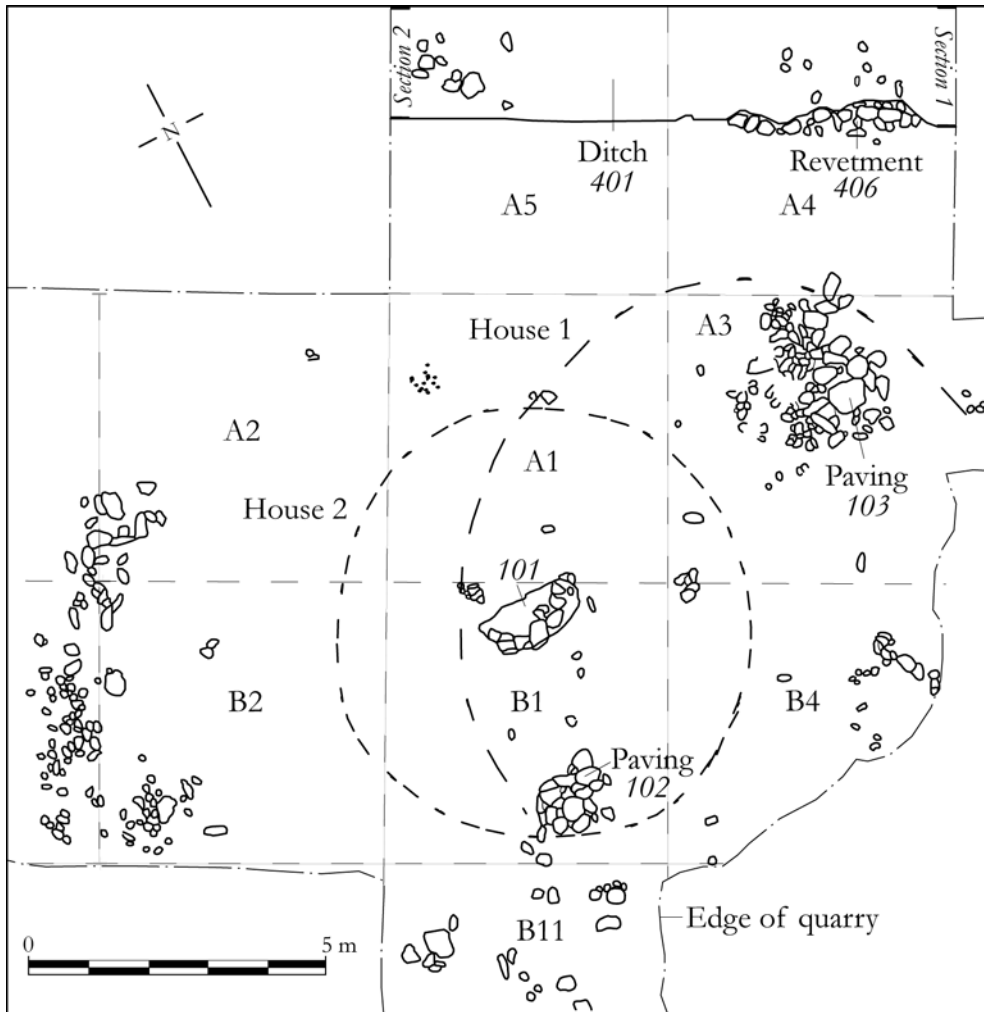 Section 2
Section 1
N
Ditch
401
Revetment
406
A5
A4
House 1
A3
A2
A1
Paving
103
House 2
101
B2
B1
B4
Paving
102
B11
Edge of quarry
0
5 m